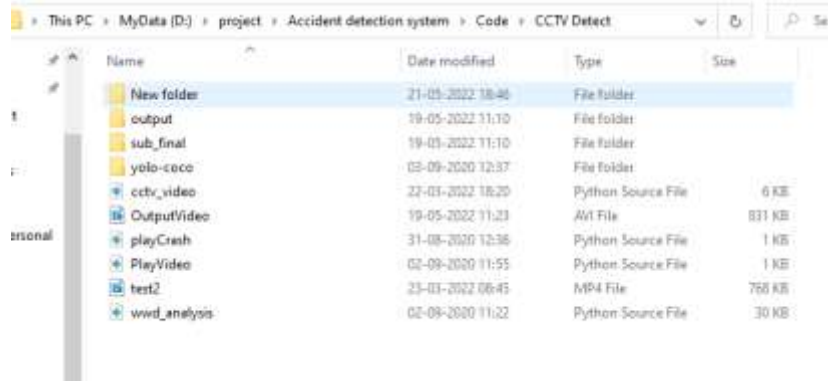 This PC › MyData (D:) › project › Accident detection system › Code › CCTV Detect
Name Date modified Type Size
New folder 21-05-2022 18:46 File folder
output 19-05-2022 11:10 File folder
sub_final 19-05-2022 11:10 File folder
yolo-coco 03-09-2020 12:37 File folder
cctv_video 22-03-2022 18:20 Python Source File 6 KB
OutputVideo 19-05-2022 11:23 AVI File 831 KB
ersonal
playCrash 31-08-2020 12:36 Python Source File 1 KB
PlayVideo 02-09-2020 11:55 Python Source File 1 KB
test2 23-03-2022 08:45 MP4 File 768 KB
wwd_analysis 02-09-2020 11:22 Python Source File 30 KB